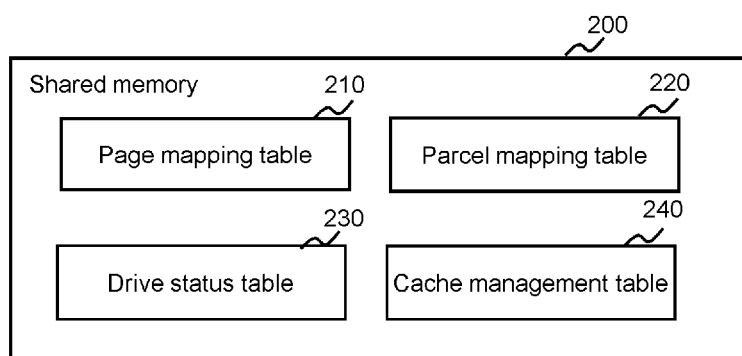 200
Shared memory
210
220
Page mapping table
Parcel mapping table
230
240
Drive status table
Cache management table